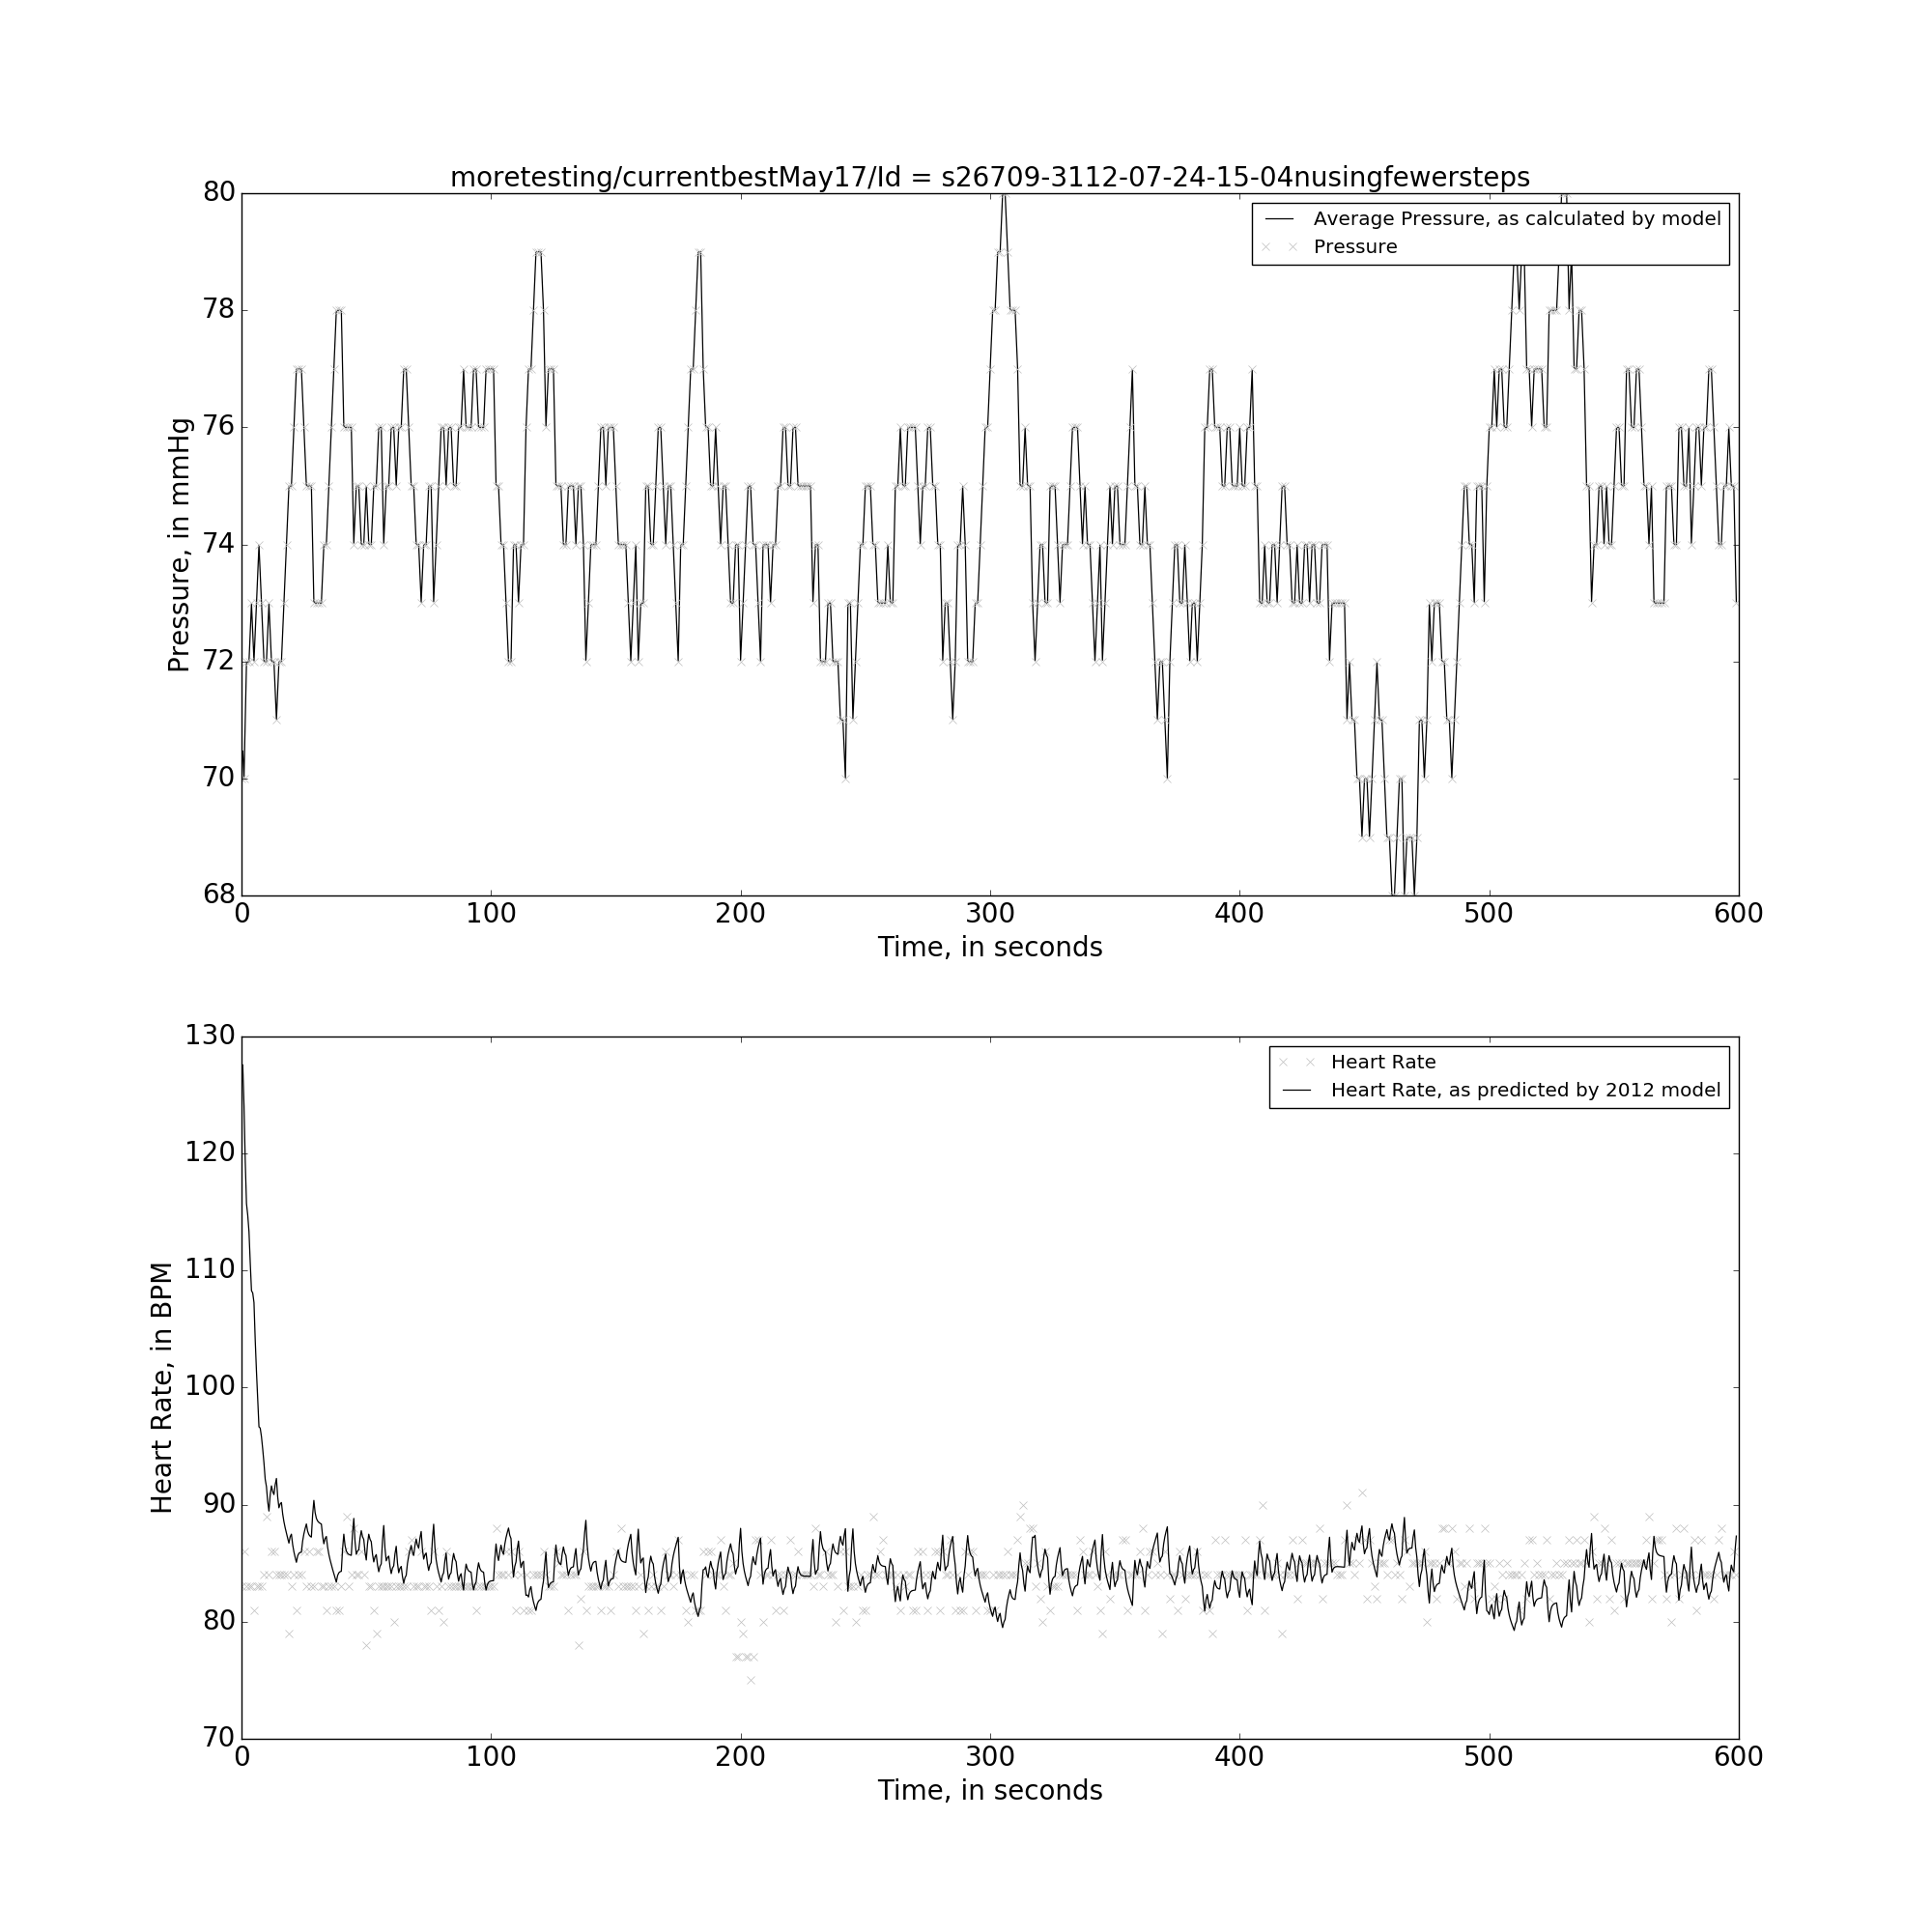 moretesting/currentbestMay17/Id = s26709-3112-07-24-15-04nusingfewersteps
80
78
76
74
72
70
68
Pressure, in mmHg
Average Pressure, as calculated by model
Pressure
0 100 200 300 400 500 600
Time, in seconds
130
120
110
100
90
80
70
Heart Rate, in BPM
Heart Rate
Heart Rate, as predicted by 2012 model
0 100 200 300 400 500 600
Time, in seconds